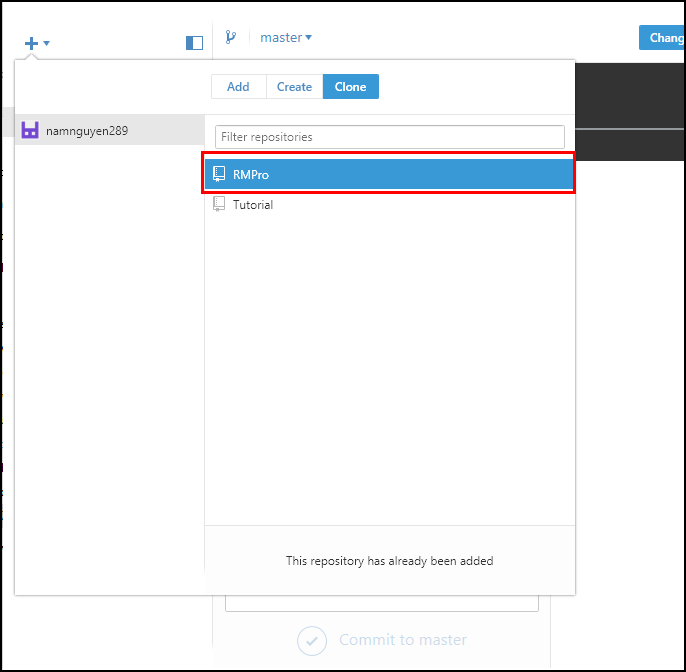 master
Chang
Add Create Clone
namnguyen289
Filter repositories
RMPro
Tutorial
This repository has already been added
Commit to master